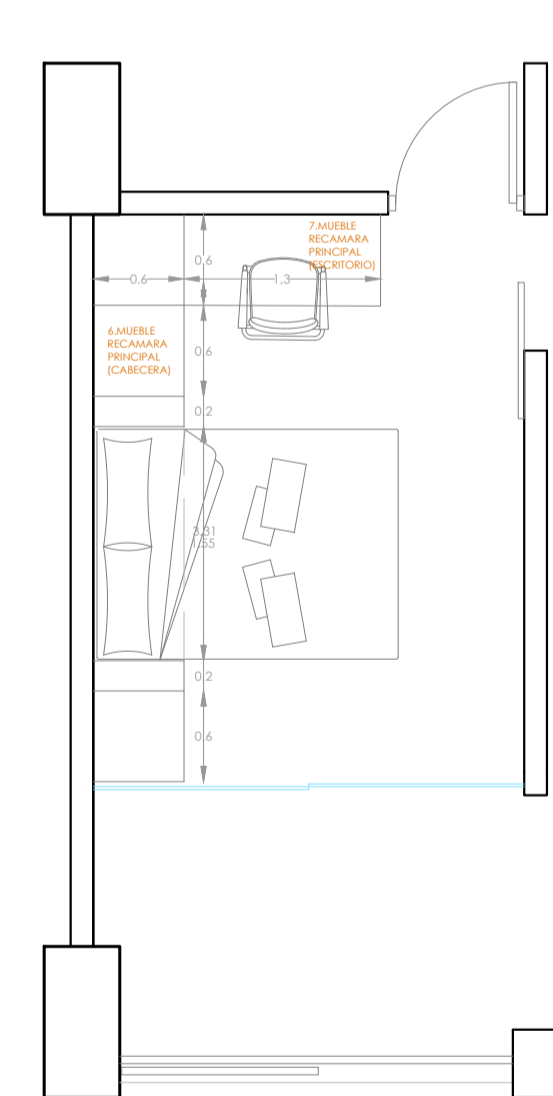 7.MUEBLE
RECAMARA
PRINCIPAL
(ESCRITORIO)
0.6
0.6
1.3
6.MUEBLE
RECAMARA
PRINCIPAL
(CABECERA)
0.6
0.2
3.31
1.55
0.2
0.6